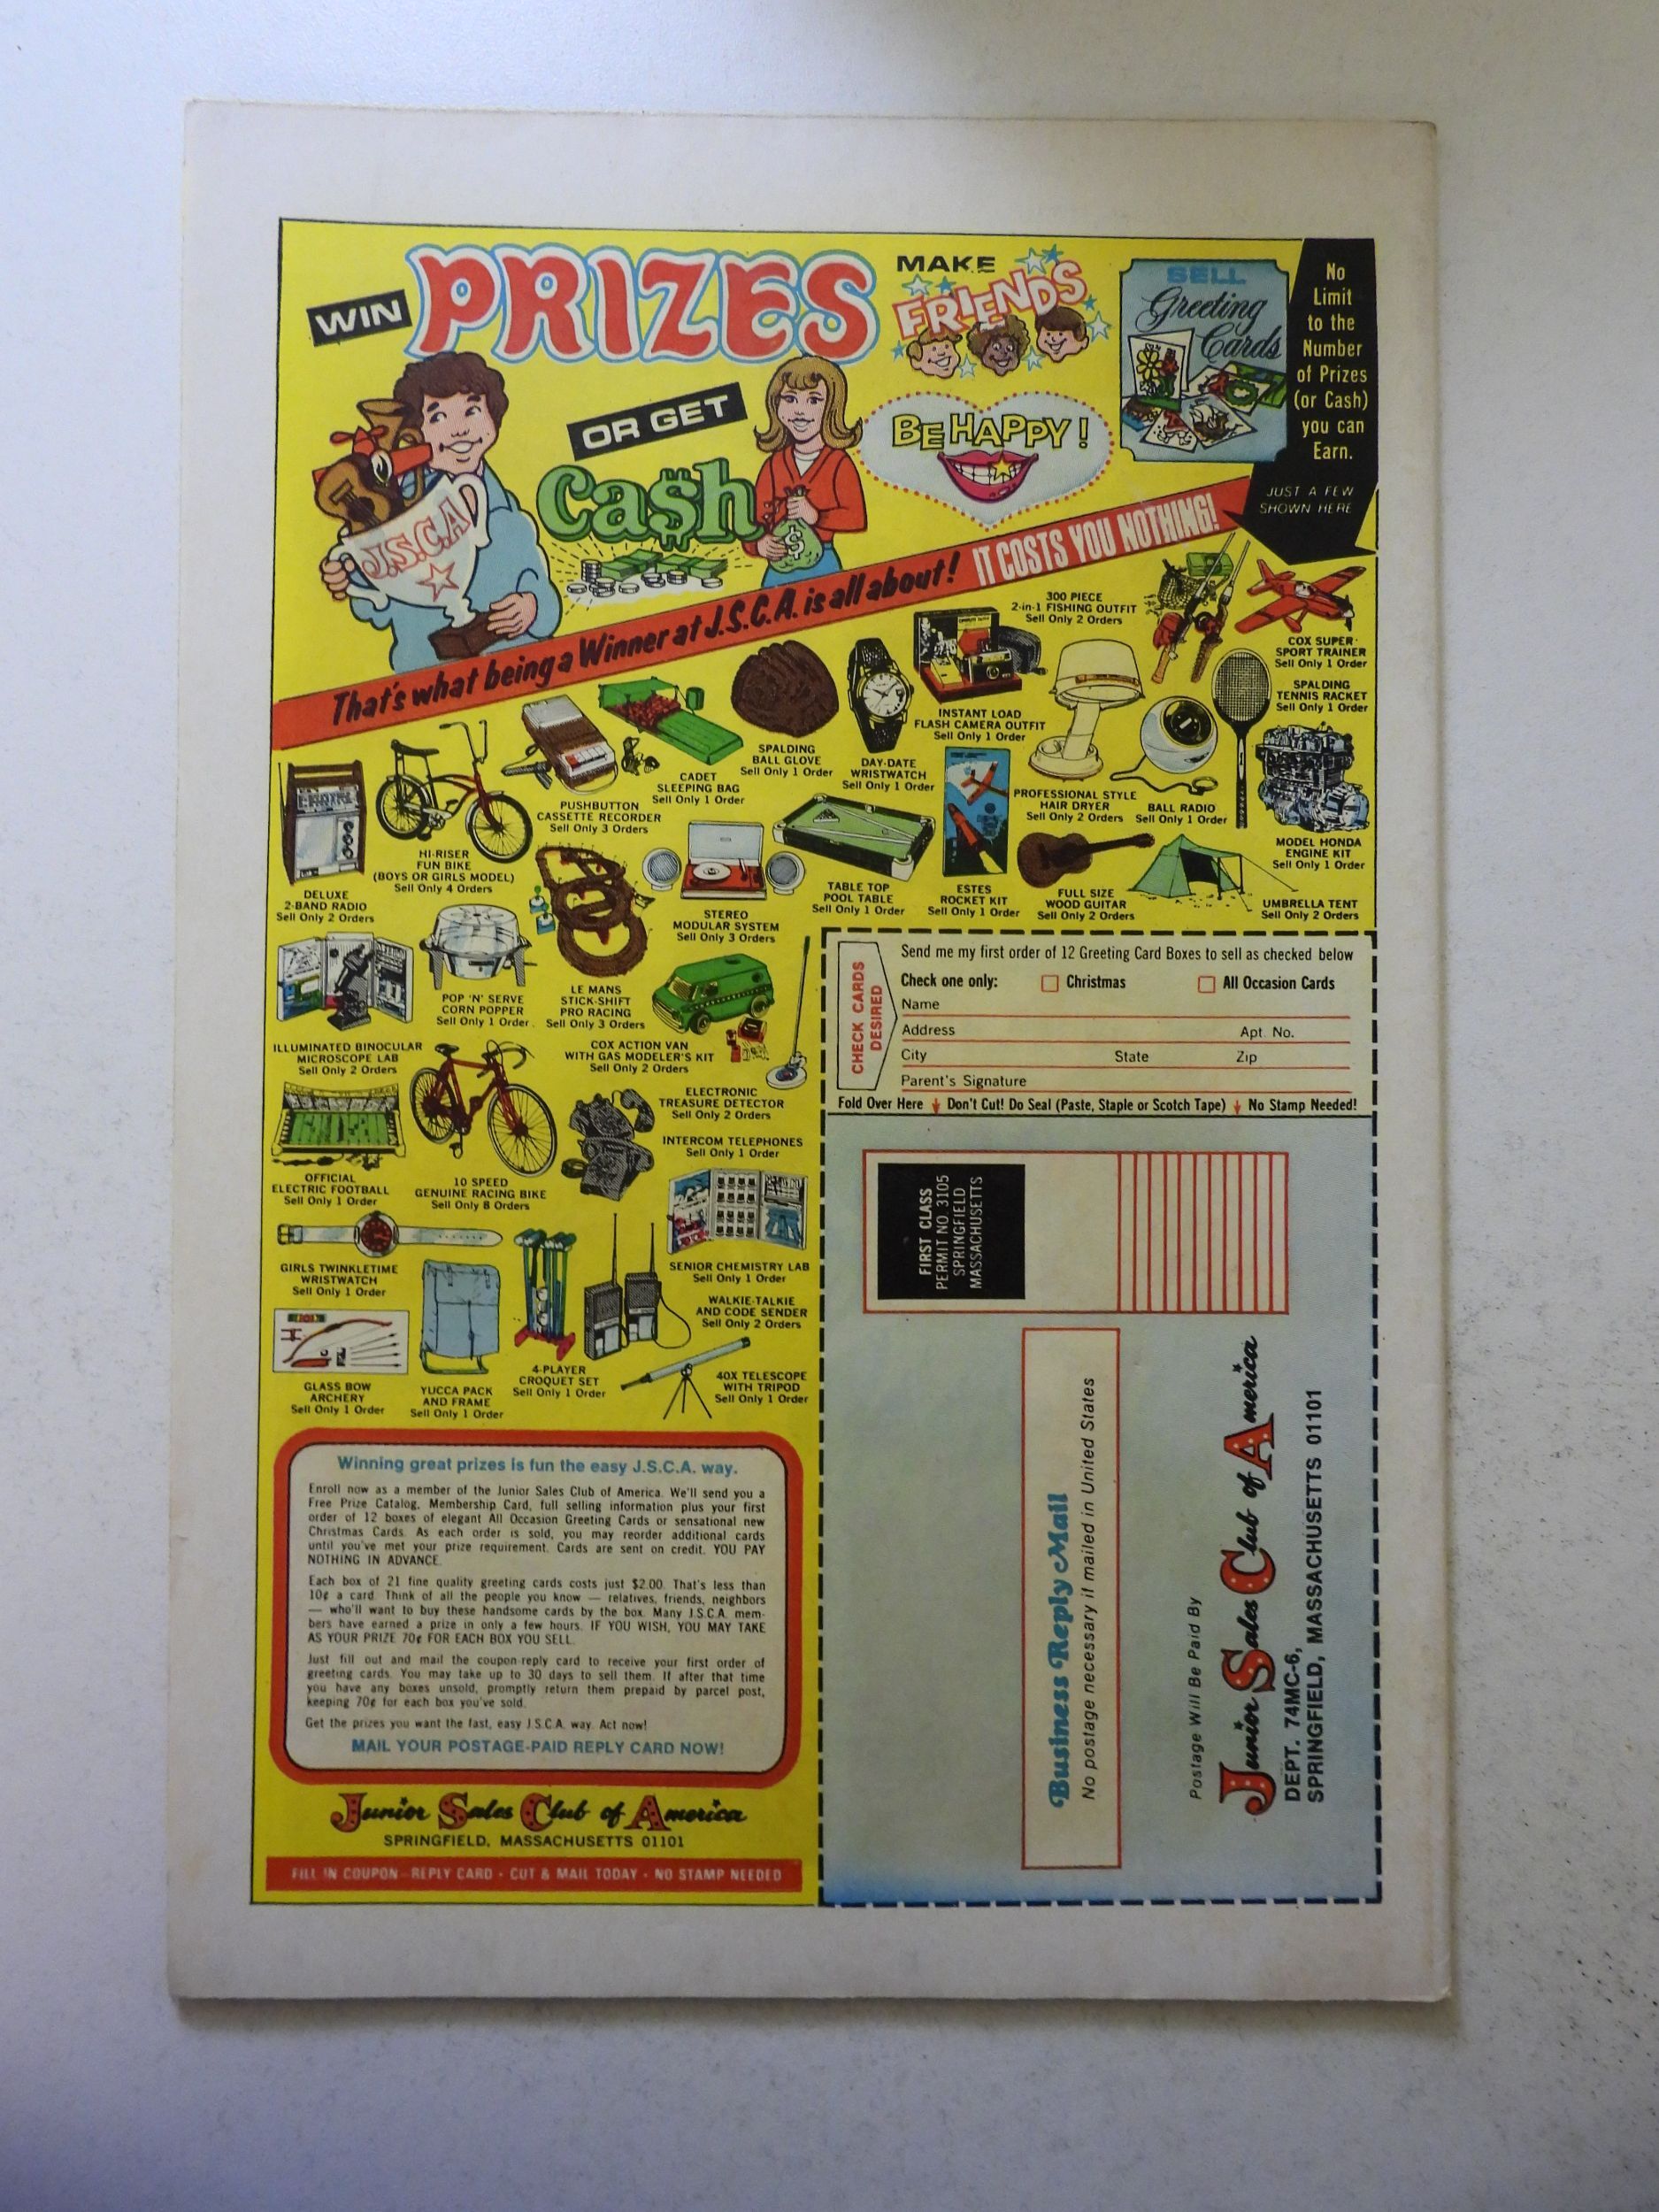 WIN PRIZES
OR GET
Ca$h
MAKE
FRIENDS
BE HAPPY!
SELL
Greeting
Cards
No
Limit
to the
Number
of Prizes
(or Cash)
you can
Earn.
JUST A FEW
SHOWN HERE
J.S.C.A.
That's what being a Winner at J.S.C.A. is all about! IT COSTS YOU NOTHING!
300 PIECE
2-in-1 FISHING OUTFIT
Sell Only 2 Orders
COX SUPER
SPORT TRAINER
Sell Only 1 Order
SPALDING
TENNIS RACKET
Sell Only 1 Order
INSTANT LOAD
FLASH CAMERA OUTFIT
Sell Only 1 Order
SPALDING
BALL GLOVE
Sell Only 1 Order
DAY-DATE
WRISTWATCH
Sell Only 1 Order
CADET
SLEEPING BAG
Sell Only 1 Order
PUSHBUTTON
CASSETTE RECORDER
Sell Only 3 Orders
PROFESSIONAL STYLE
HAIR DRYER
Sell Only 2 Orders
BALL RADIO
Sell Only 1 Order
MODEL HONDA
ENGINE KIT
Sell Only 1 Order
HI-RISER
FUN BIKE
(BOYS OR GIRLS MODEL)
Sell Only 4 Orders
DELUXE
2-BAND RADIO
Sell Only 2 Orders
STEREO
MODULAR SYSTEM
Sell Only 3 Orders
TABLE TOP
POOL TABLE
Sell Only 1 Order
ESTES
ROCKET KIT
Sell Only 1 Order
FULL SIZE
WOOD GUITAR
Sell Only 2 Orders
UMBRELLA TENT
Sell Only 2 Orders
POP 'N' SERVE
CORN POPPER
Sell Only 1 Order
LE MANS
STICK-SHIFT
PRO RACING
Sell Only 3 Orders
ILLUMINATED BINOCULAR
MICROSCOPE LAB
Sell Only 2 Orders
COX ACTION VAN
WITH GAS MODELER'S KIT
Sell Only 2 Orders
ELECTRONIC
TREASURE DETECTOR
Sell Only 2 Orders
INTERCOM TELEPHONES
Sell Only 1 Order
OFFICIAL
ELECTRIC FOOTBALL
Sell Only 1 Order
10 SPEED
GENUINE RACING BIKE
Sell Only 8 Orders
GIRLS TWINKLETIME
WRISTWATCH
Sell Only 1 Order
SENIOR CHEMISTRY LAB
Sell Only 1 Order
WALKIE-TALKIE
AND CODE SENDER
Sell Only 2 Orders
GLASS BOW
ARCHERY
Sell Only 1 Order
YUCCA PACK
AND FRAME
Sell Only 1 Order
4-PLAYER
CROQUET SET
Sell Only 1 Order
40X TELESCOPE
WITH TRIPOD
Sell Only 1 Order
Winning great prizes is fun the easy J.S.C.A. way.
Enroll now as a member of the Junior Sales Club of America. We'll send you a
Free Prize Catalog, Membership Card, full selling information plus your first
order of 12 boxes of elegant All Occasion Greeting Cards or sensational new
Christmas Cards. As each order is sold, you may reorder additional cards
until you've met your prize requirement. Cards are sent on credit. YOU PAY
NOTHING IN ADVANCE.
Each box of 21 fine quality greeting cards costs just $2.00. That's less than
10¢ a card. Think of all the people you know — relatives, friends, neighbors
— who'll want to buy these handsome cards by the box. Many J.S.C.A. mem-
bers have earned a prize in only a few hours. IF YOU WISH, YOU MAY TAKE
AS YOUR PRIZE 70¢ FOR EACH BOX YOU SELL.
Just fill out and mail the coupon-reply card to receive your first order of
greeting cards. You may take up to 30 days to sell them. If after that time
you have any boxes unsold, promptly return them prepaid by parcel post,
keeping 70¢ for each box you've sold.
Get the prizes you want the fast, easy J.S.C.A. way. Act now!
MAIL YOUR POSTAGE-PAID REPLY CARD NOW!
Junior Sales Club of America
SPRINGFIELD, MASSACHUSETTS 01101
FILL IN COUPON-REPLY CARD - CUT & MAIL TODAY - NO STAMP NEEDED
CHECK CARDS
DESIRED
Send me my first order of 12 Greeting Card Boxes to sell as checked below
Check one only: Christmas All Occasion Cards
Name
Address Apt. No.
City State Zip
Parent's Signature
Fold Over Here Don't Cut! Do Seal (Paste, Staple or Scotch Tape) No Stamp Needed!
FIRST CLASS
PERMIT NO. 3105
SPRINGFIELD
MASSACHUSETTS
Business Reply Mail
No postage necessary if mailed in United States
Postage Will Be Paid By
Junior Sales Club of America
DEPT. 74MC-6,
SPRINGFIELD, MASSACHUSETTS 01101